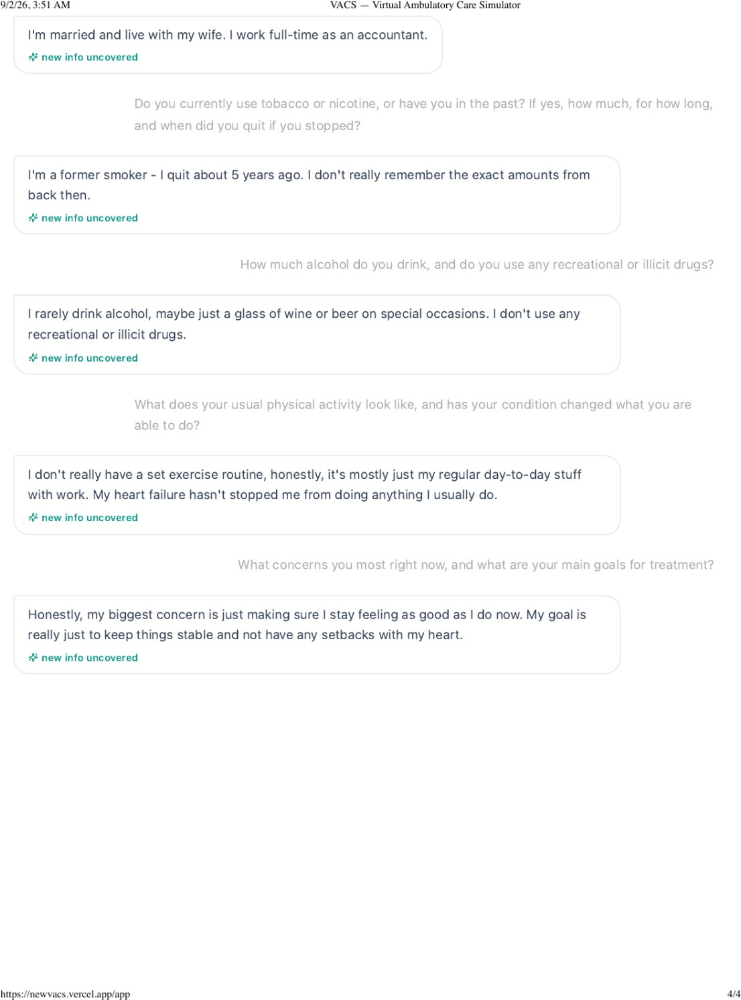 9/2/26, 3:51 AM
VACS — Virtual Ambulatory Care Simulator
I'm married and live with my wife. I work full-time as an accountant.
new info uncovered
Do you currently use tobacco or nicotine, or have you in the past? If yes, how much, for how long,
and when did you quit if you stopped?
I'm a former smoker - I quit about 5 years ago. I don't really remember the exact amounts from
back then.
new info uncovered
How much alcohol do you drink, and do you use any recreational or illicit drugs?
I rarely drink alcohol, maybe just a glass of wine or beer on special occasions. I don't use any
recreational or illicit drugs.
new info uncovered
What does your usual physical activity look like, and has your condition changed what you are
able to do?
I don't really have a set exercise routine, honestly, it's mostly just my regular day-to-day stuff
with work. My heart failure hasn't stopped me from doing anything I usually do.
new info uncovered
What concerns you most right now, and what are your main goals for treatment?
Honestly, my biggest concern is just making sure I stay feeling as good as I do now. My goal is
really just to keep things stable and not have any setbacks with my heart.
new info uncovered
https://newvacs.vercel.app/app
4/4